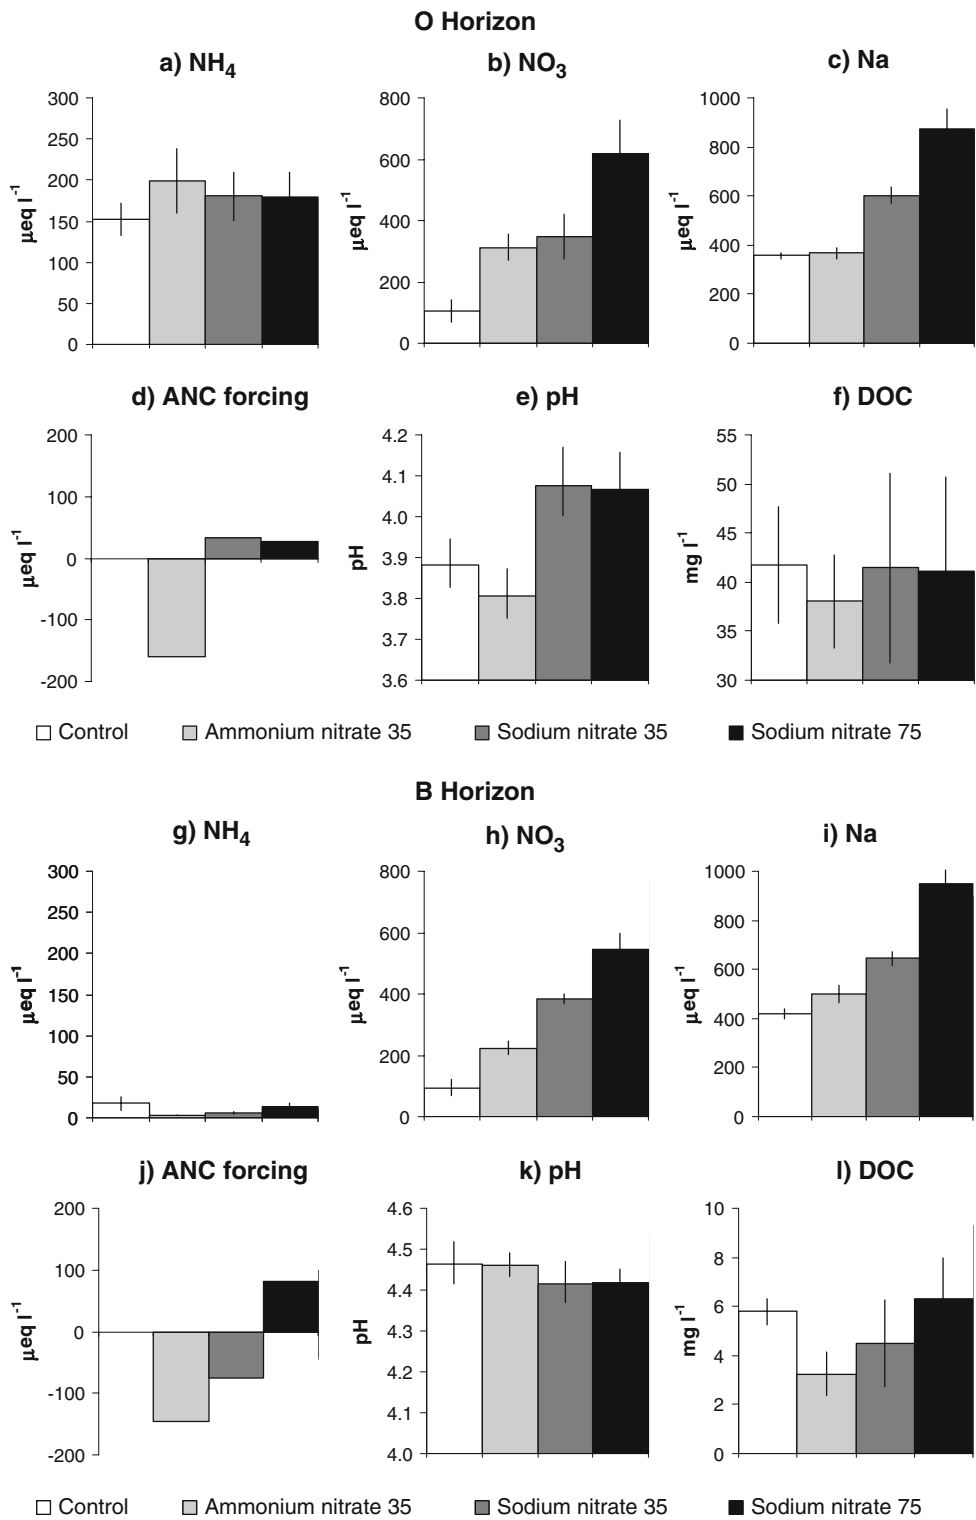 O Horizon
a) NH4
b) NO3
c) Na
µeq l-1
300
250
200
150
100
50
0
µeq l-1
800
600
400
200
0
µeq l-1
1000
800
600
400
200
0
d) ANC forcing
e) pH
f) DOC
µeq l-1
200
100
0
-100
-200
pH
4.2
4.1
4.0
3.9
3.8
3.7
3.6
mg l-1
55
50
45
40
35
30
Control
Ammonium nitrate 35
Sodium nitrate 35
Sodium nitrate 75
B Horizon
g) NH4
h) NO3
i) Na
µeq l-1
300
250
200
150
100
50
0
µeq l-1
800
600
400
200
0
µeq l-1
1000
800
600
400
200
0
j) ANC forcing
k) pH
l) DOC
µeq l-1
200
100
0
-100
-200
pH
4.6
4.5
4.4
4.3
4.2
4.1
4.0
mg l-1
10
8
6
4
2
0
Control
Ammonium nitrate 35
Sodium nitrate 35
Sodium nitrate 75